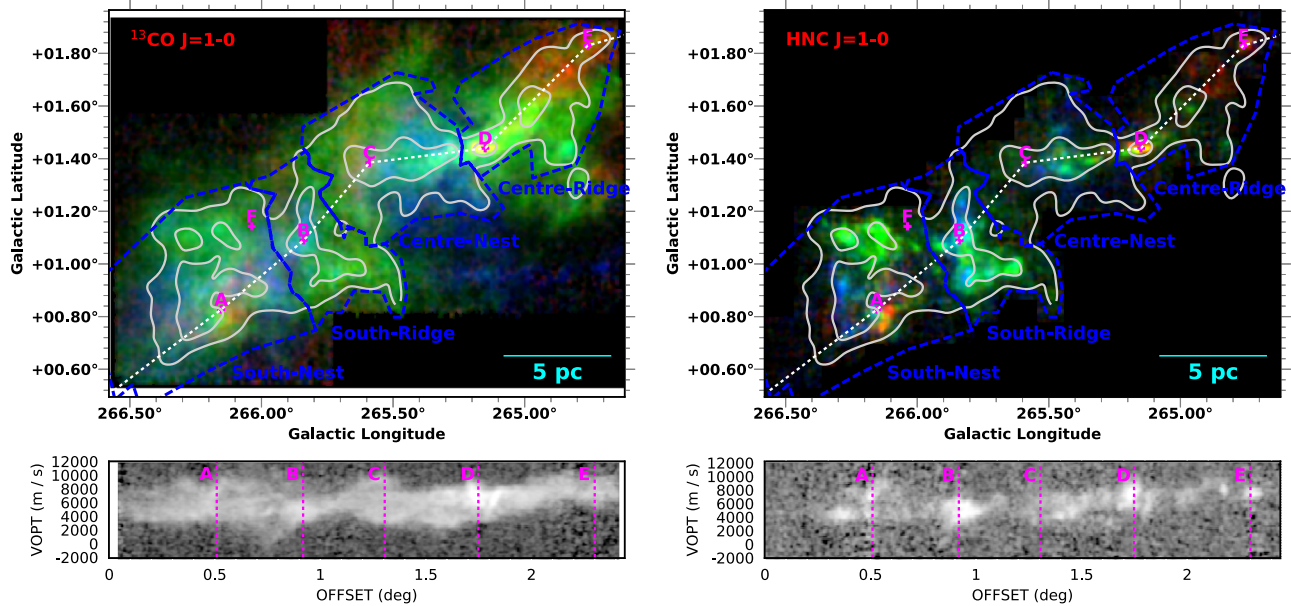 ¹³CO J=1-0
+01.80°
+01.60°
+01.40°
+01.20°
+01.00°
+00.80°
+00.60°
Galactic Latitude
E
D
C
F
B
A
Centre-Ridge
Centre-Nest
South-Ridge
South-Nest
5 pc
266.50° 266.00° 265.50° 265.00°
Galactic Longitude
HNC J=1-0
+01.80°
+01.60°
+01.40°
+01.20°
+01.00°
+00.80°
+00.60°
Galactic Latitude
E
D
C
F
B
A
Centre-Ridge
Centre-Nest
South-Ridge
South-Nest
5 pc
266.50° 266.00° 265.50° 265.00°
Galactic Longitude
12000
10000
8000
6000
4000
2000
0
-2000
VOPT (m / s)
A B C D E
0 0.5 1 1.5 2
OFFSET (deg)
12000
10000
8000
6000
4000
2000
0
-2000
VOPT (m / s)
A B C D E
0 0.5 1 1.5 2
OFFSET (deg)